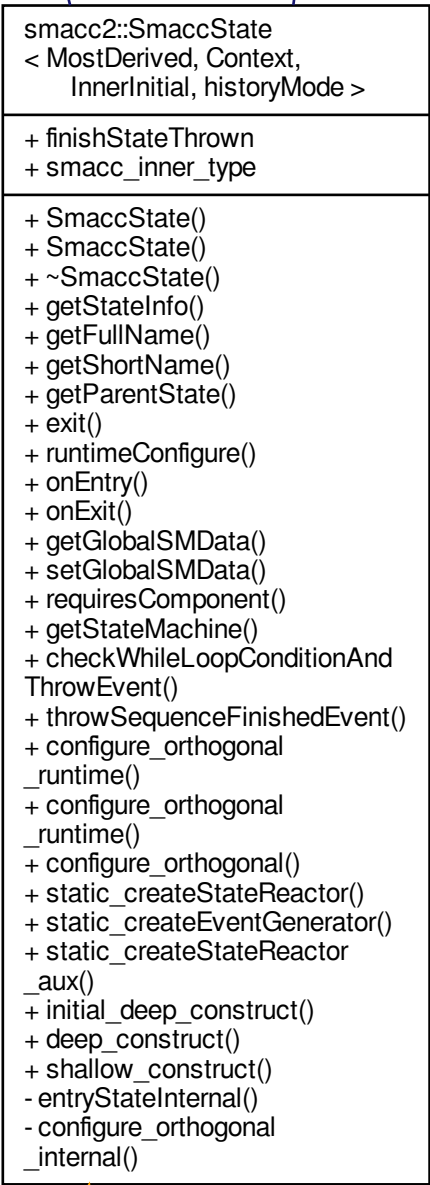 smacc2::SmaccState
< MostDerived, Context,
InnerInitial, historyMode >
+ finishStateThrown
+ smacc_inner_type
+ SmaccState()
+ SmaccState()
+ ~SmaccState()
+ getStateInfo()
+ getFullName()
+ getShortName()
+ getParentState()
+ exit()
+ runtimeConfigure()
+ onEntry()
+ onExit()
+ getGlobalSMData()
+ setGlobalSMData()
+ requiresComponent()
+ getStateMachine()
+ checkWhileLoopConditionAnd
ThrowEvent()
+ throwSequenceFinishedEvent()
+ configure_orthogonal
_runtime()
+ configure_orthogonal
_runtime()
+ configure_orthogonal()
+ static_createStateReactor()
+ static_createEventGenerator()
+ static_createStateReactor
_aux()
+ initial_deep_construct()
+ deep_construct()
+ shallow_construct()
- entryStateInternal()
- configure_orthogonal
_internal()